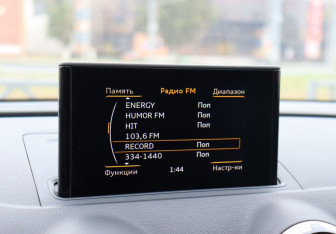 Память Радио FM Диапазон
ENERGY Поп
HUMOR FM Поп
HIT Поп
103,6 FM
RECORD Поп
334-1440 Поп
Функции 1:44 Настр-ки